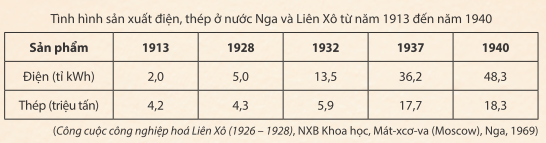 Tình hình sản xuất điện, thép ở nước Nga và Liên Xô từ năm 1913 đến năm 1940
Sản phẩm 1913 1928 1932 1937 1940
Điện (tỉ kWh) 2,0 5,0 13,5 36,2 48,3
Thép (triệu tấn) 4,2 4,3 5,9 17,7 18,3
(Công cuộc công nghiệp hoá Liên Xô (1926 – 1928), NXB Khoa học, Mát-xcơ-va (Moscow), Nga, 1969)